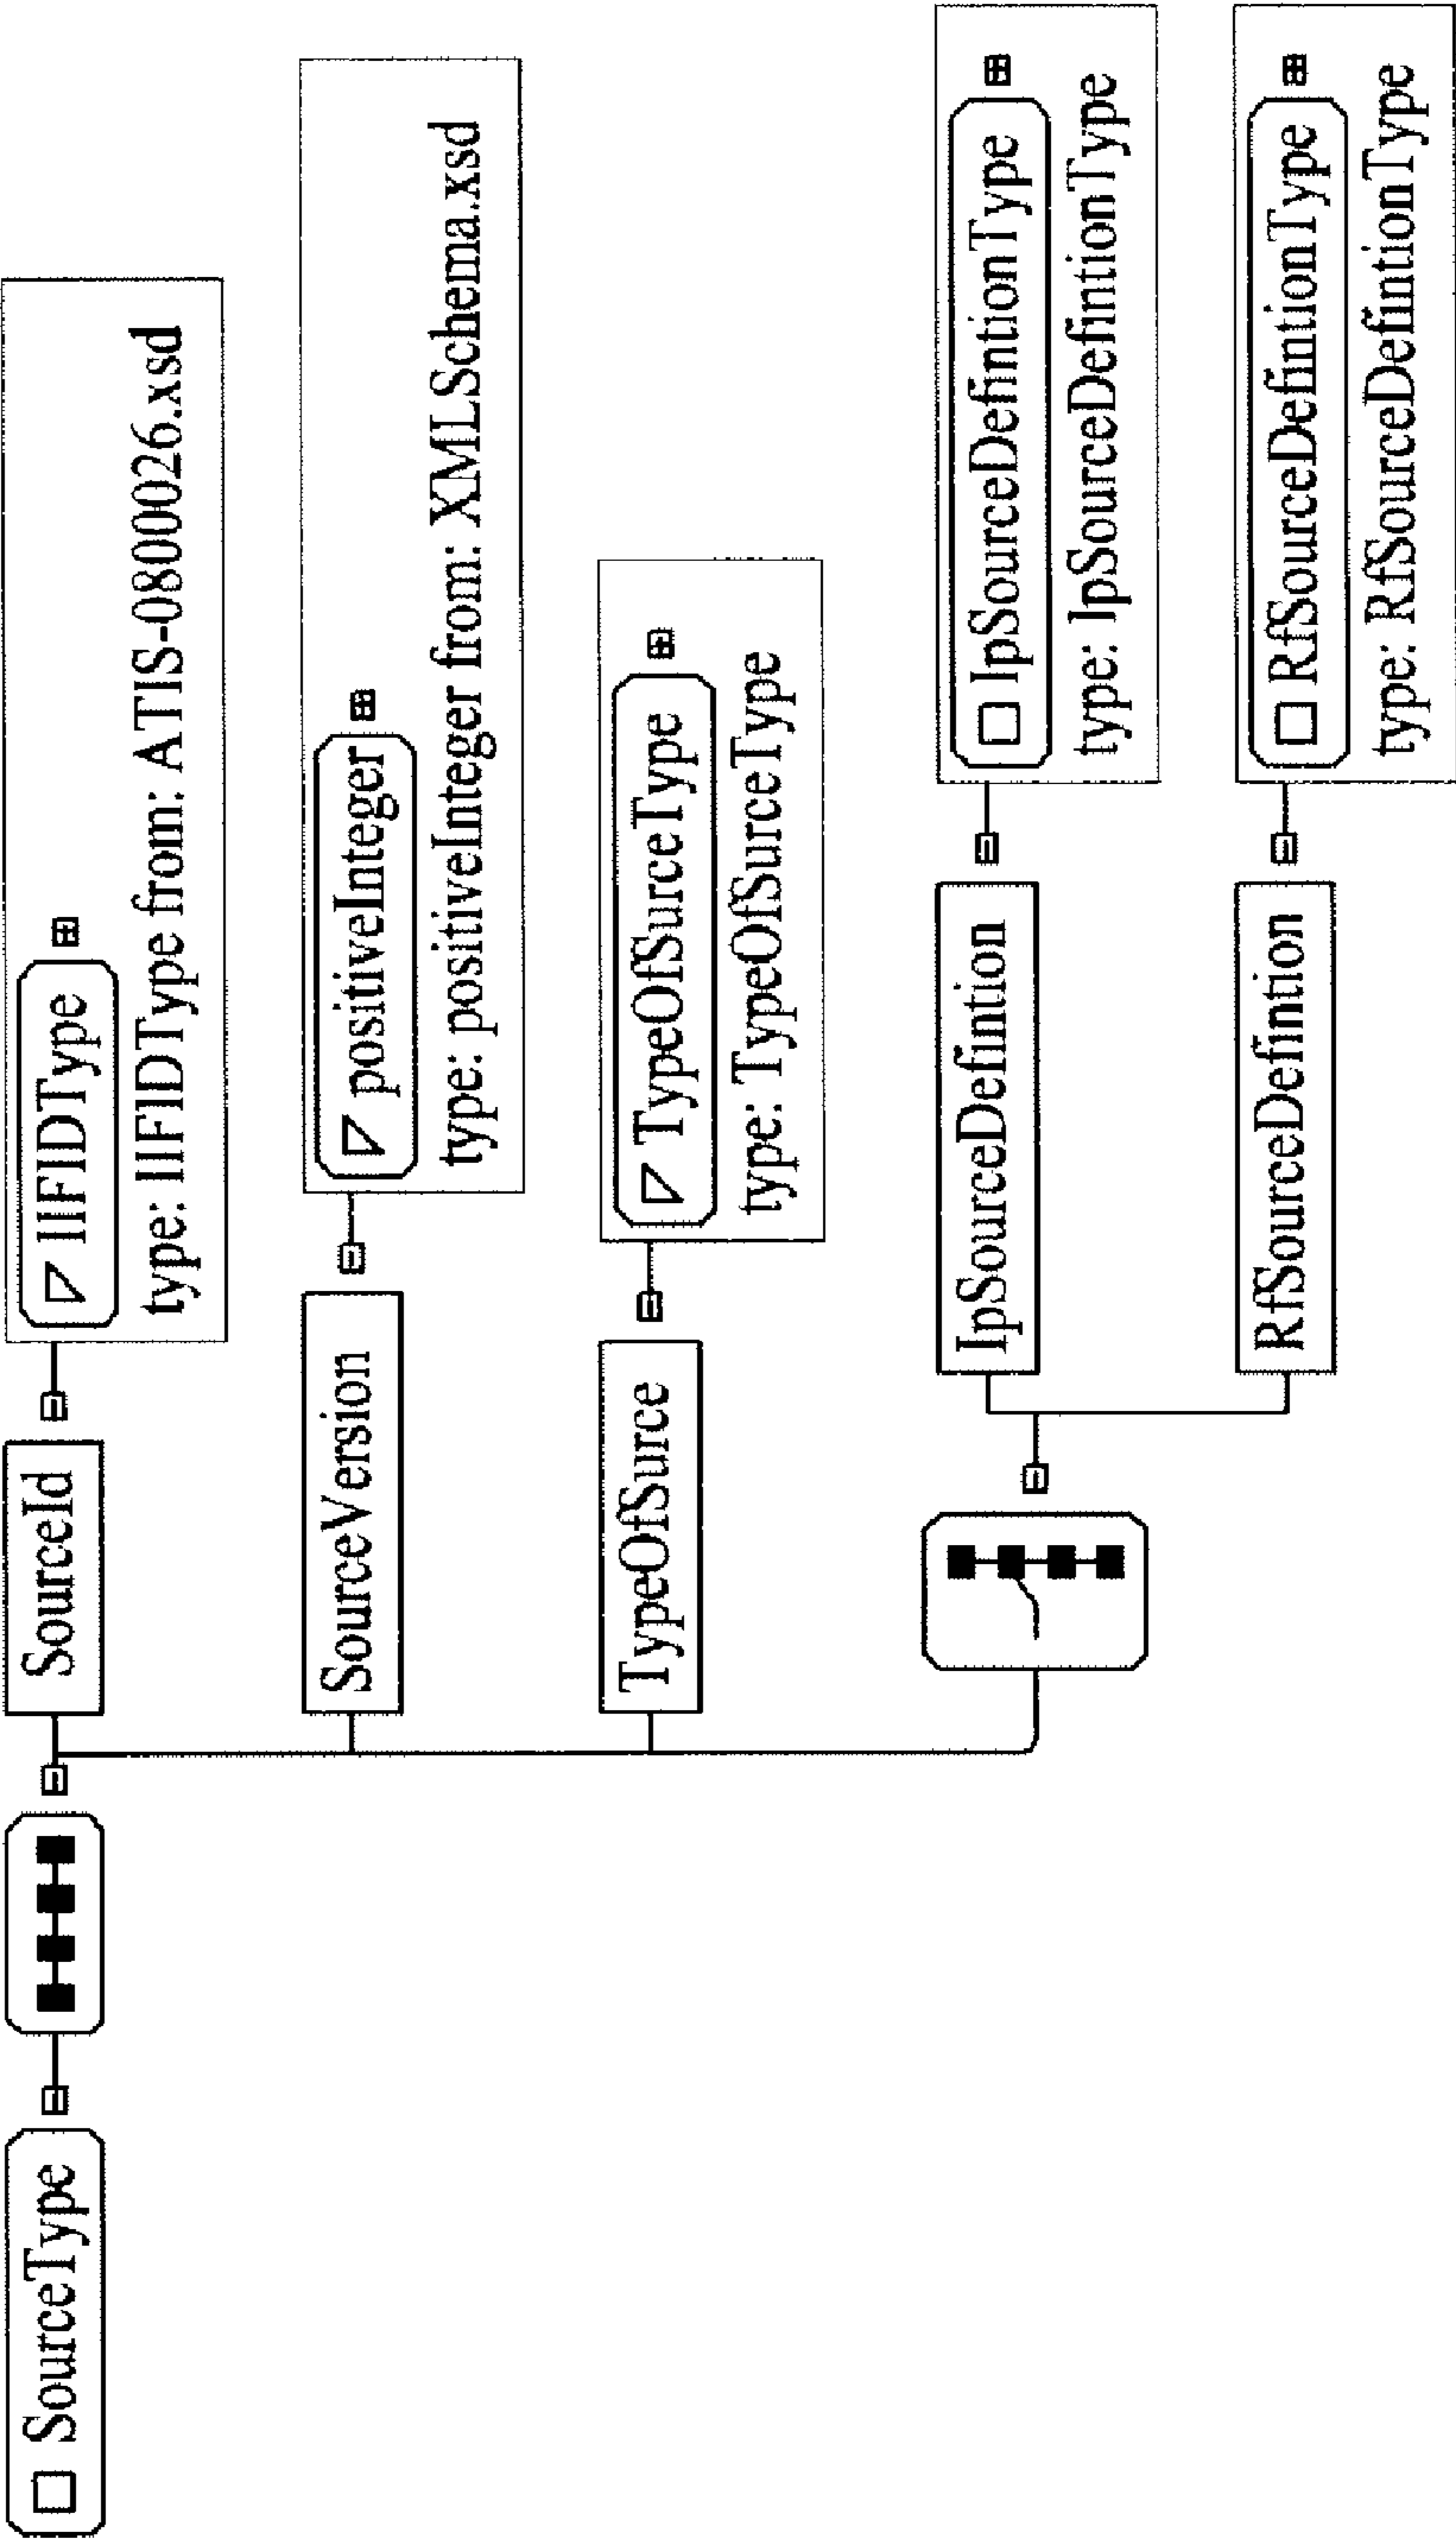 SourceType
SourceId
IIFIDType
type: IIFIDType from: ATIS-0800026.xsd
SourceVersion
positiveInteger
type: positiveInteger from: XMLSchema.xsd
TypeOfSurce
TypeOfSurceType
type: TypeOfSurceType
IpSourceDefintion
IpSourceDefintionType
type: IpSourceDefintionType
RfSourceDefintion
RfSourceDefintionType
type: RfSourceDefintionType